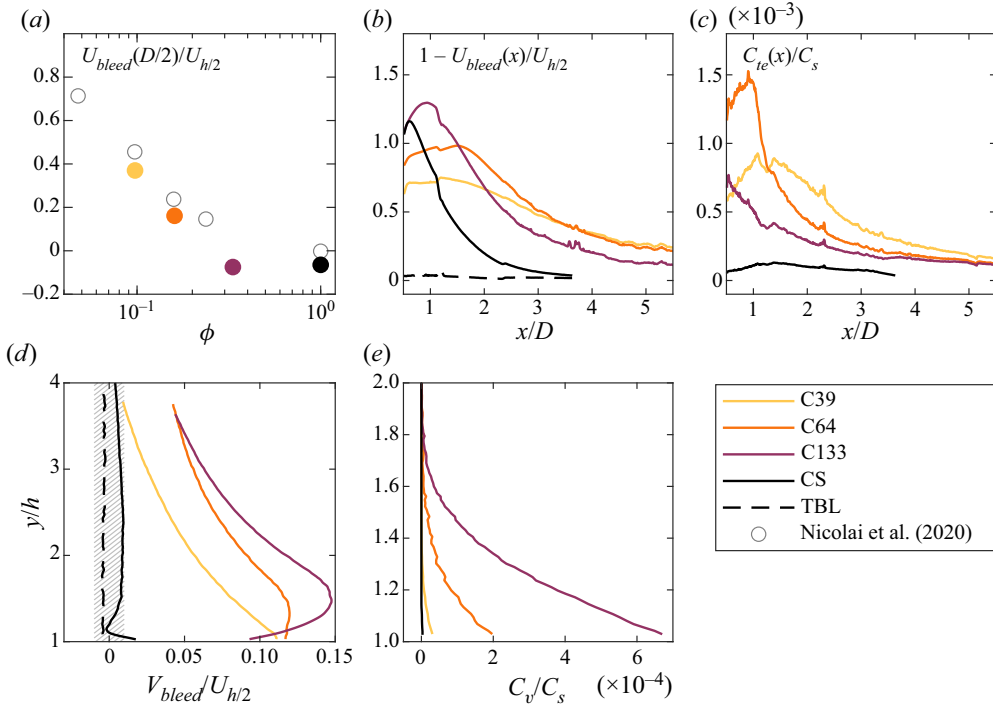 (a)
U_bleed(D/2)/U_h/2
0.8
0.6
0.4
0.2
0
−0.2
10⁻¹
10⁰
ϕ
(b)
1 – U_bleed(x)/U_h/2
1.5
1.0
0.5
0
1 2 3 4 5
x/D
(c)
(×10⁻³)
C_te(x)/C_s
1.5
1.0
0.5
0
1 2 3 4 5
x/D
(d)
4
3
2
1
y/h
0 0.05 0.10 0.15
V_bleed/U_h/2
(e)
2.0
1.8
1.6
1.4
1.2
1.0
0 2 4 6
C_v/C_s
(×10⁻⁴)
C39
C64
C133
CS
TBL
Nicolai et al. (2020)